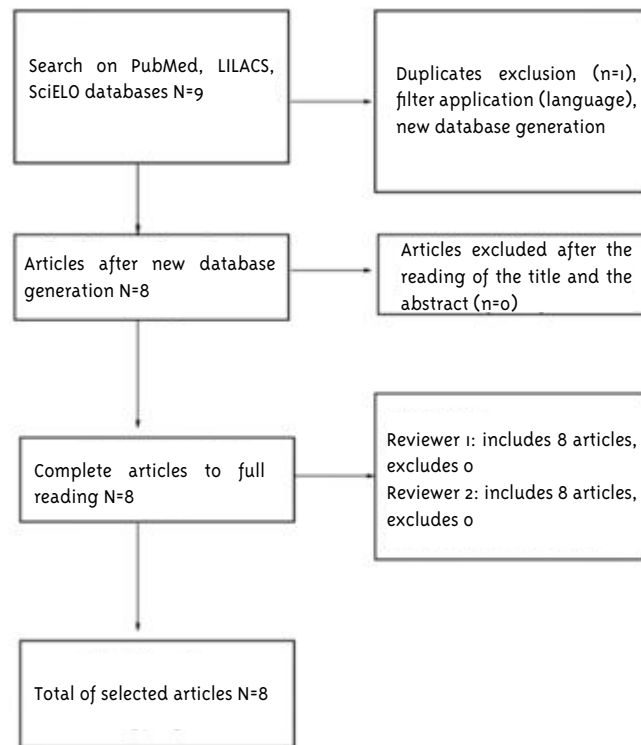 Search on PubMed, LILACS,
SciELO databases N=9
Duplicates exclusion (n=1),
filter application (language),
new database generation
Articles after new database
generation N=8
Articles excluded after the
reading of the title and the
abstract (n=0)
Complete articles to full
reading N=8
Reviewer 1: includes 8 articles,
excludes 0
Reviewer 2: includes 8 articles,
excludes 0
Total of selected articles N=8